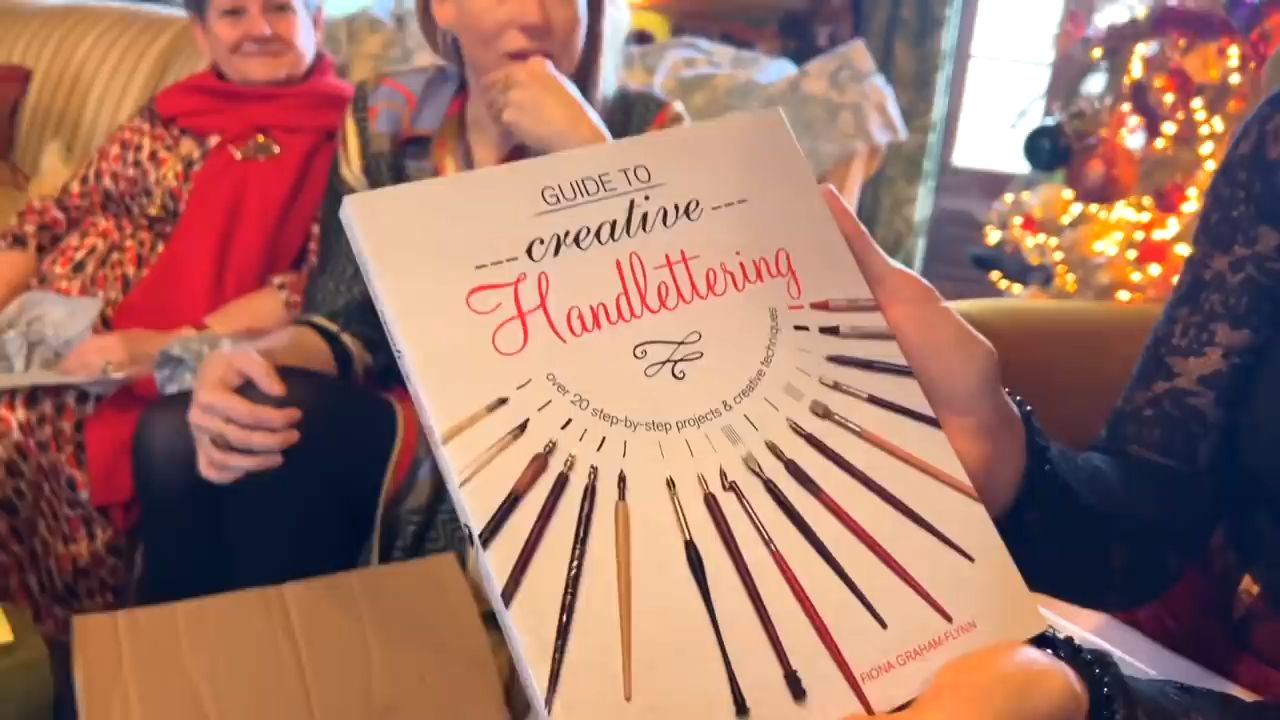 GUIDE TO
creative
Handlettering
over 20 step-by-step projects & creative techniques
FIONA GRAHAM-FLYNN